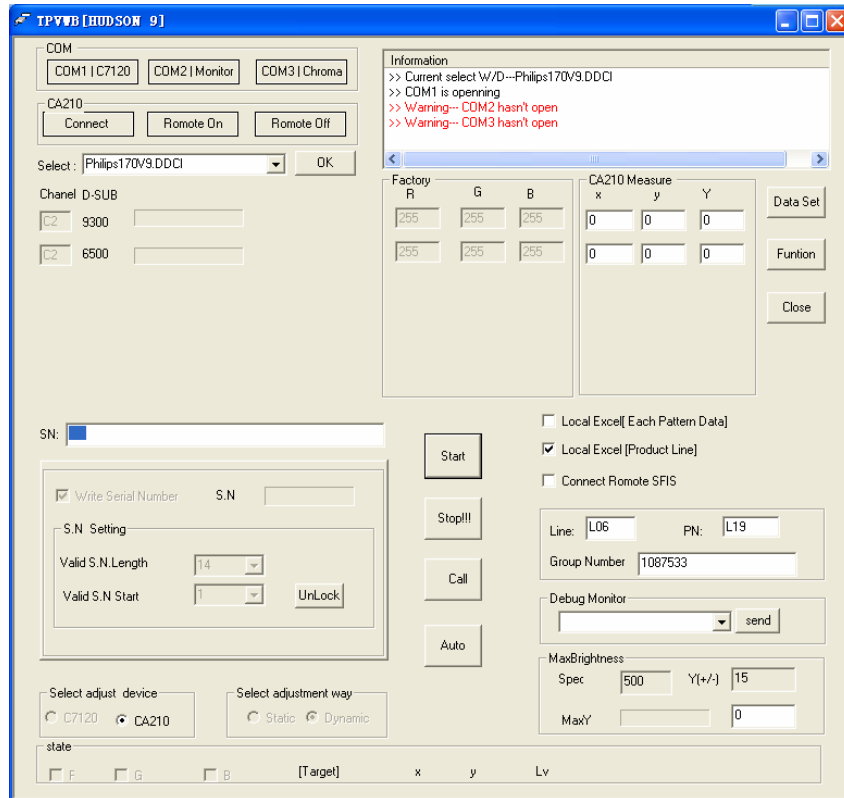 TPVWB[HUDSON 9]
COM
COM1 | C7120 COM2 | Monitor COM3 | Chroma
CA210
Connect Romote On Romote Off
Select : Philips170V9.DDCI OK
Chanel D-SUB
C2 9300
C2 6500
Information
>> Current select W/D---Philips170V9.DDCI
>> COM1 is openning
>> Warning--- COM2 hasn't open
>> Warning--- COM3 hasn't open
Factory
R G B
255 255 255
255 255 255
CA210 Measure
x y Y
0 0 0
0 0 0
Data Set
Funtion
Close
SN:
Write Serial Number S.N
S.N Setting
Valid S.N.Length 14
Valid S.N Start 1 UnLock
Start
Stop!!!
Call
Auto
Local Excel[ Each Pattern Data]
Local Excel [Product Line]
Connect Romote SFIS
Line: L06 PN: L19
Group Number 1087533
Debug Monitor
send
MaxBrightness
Spec 500 Y(+/-) 15
MaxY 0
Select adjust device
C7120 CA210
Select adjustment way
Static Dynamic
state
F G B [Target] x y Lv